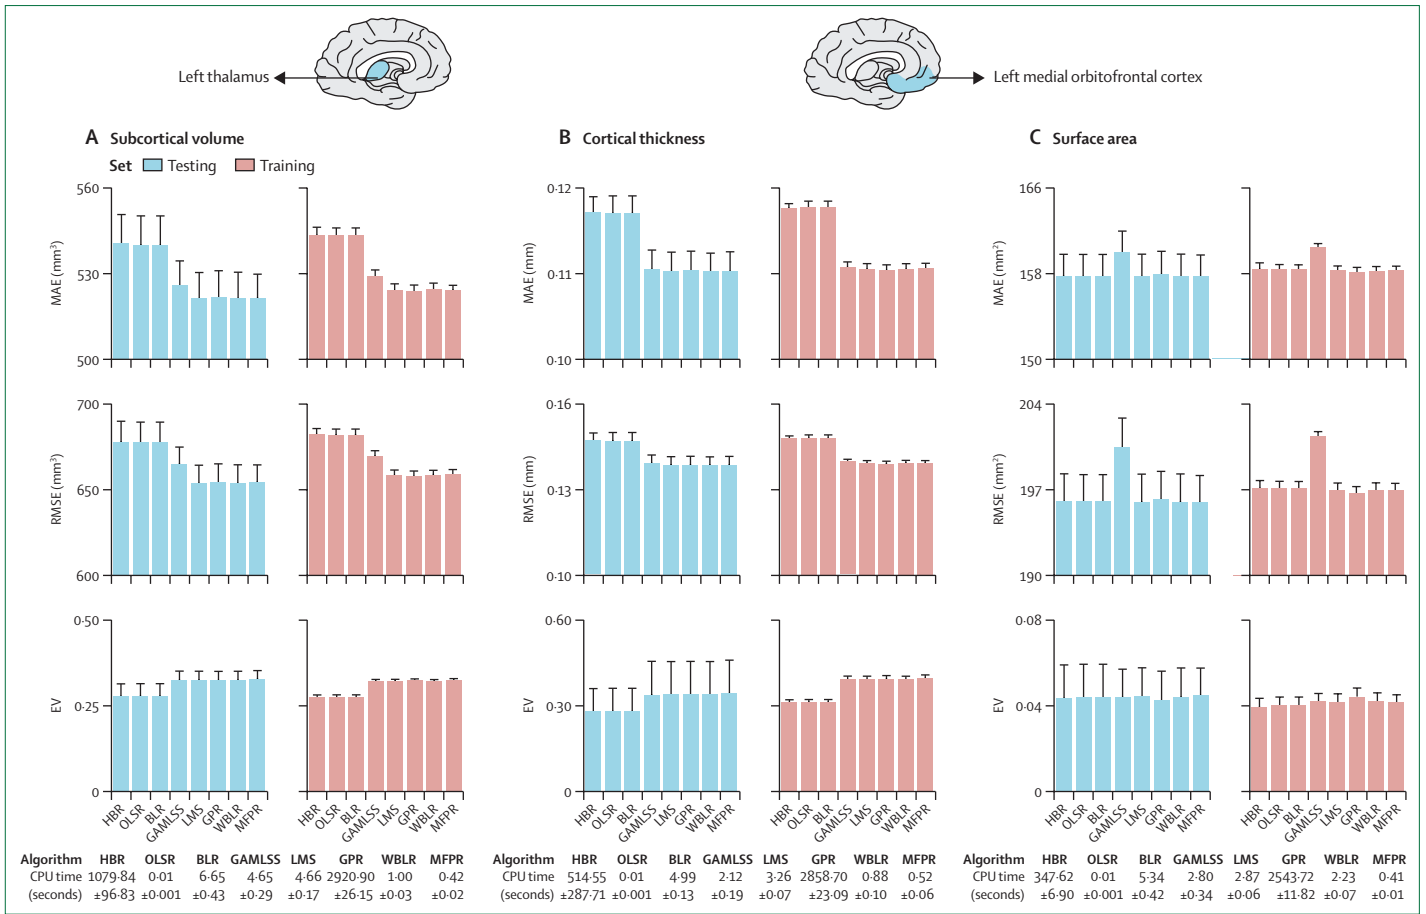 Left thalamus
Left medial orbitofrontal cortex
A Subcortical volume
Set Testing Training
B Cortical thickness
C Surface area
MAE (mm³)
560
530
500
MAE (mm)
0·12
0·11
0·10
MAE (mm²)
166
158
150
RMSE (mm³)
700
650
600
RMSE (mm)
0·16
0·13
0·10
RMSE (mm²)
204
197
190
EV
0·50
0·25
0
EV
0·60
0·30
0
EV
0·08
0·04
0
HBR OLSR BLR GAMLSS LMS GPR WBLR MFPR
HBR OLSR BLR GAMLSS LMS GPR WBLR MFPR
HBR OLSR BLR GAMLSS LMS GPR WBLR MFPR
HBR OLSR BLR GAMLSS LMS GPR WBLR MFPR
HBR OLSR BLR GAMLSS LMS GPR WBLR MFPR
HBR OLSR BLR GAMLSS LMS GPR WBLR MFPR
Algorithm HBR OLSR BLR GAMLSS LMS GPR WBLR MFPR
CPU time 1079·84 0·01 6·65 4·65 4·66 2920·90 1·00 0·42
(seconds) ±96·83 ±0·001 ±0·43 ±0·29 ±0·17 ±26·15 ±0·03 ±0·02
Algorithm HBR OLSR BLR GAMLSS LMS GPR WBLR MFPR
CPU time 514·55 0·01 4·99 2·12 3·26 2858·70 0·88 0·52
(seconds) ±287·71 ±0·001 ±0·13 ±0·19 ±0·07 ±23·09 ±0·10 ±0·06
Algorithm HBR OLSR BLR GAMLSS LMS GPR WBLR MFPR
CPU time 347·62 0·01 5·34 2·80 2·87 2543·72 2·23 0·41
(seconds) ±6·90 ±0·001 ±0·42 ±0·34 ±0·06 ±11·82 ±0·07 ±0·01